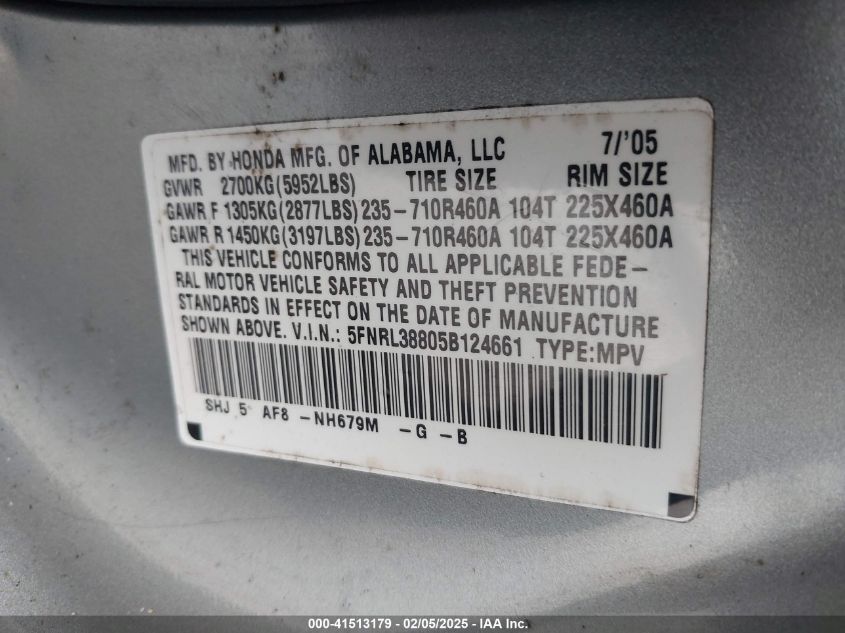 MFD. BY HONDA MFG. OF ALABAMA, LLC 7/'05
GVWR 2700KG(5952LBS) TIRE SIZE RIM SIZE
GAWR F 1305KG(2877LBS) 235-710R460A 104T 225X460A
GAWR R 1450KG(3197LBS) 235-710R460A 104T 225X460A
THIS VEHICLE CONFORMS TO ALL APPLICABLE FEDE-
RAL MOTOR VEHICLE SAFETY AND THEFT PREVENTION
STANDARDS IN EFFECT ON THE DATE OF MANUFACTURE
SHOWN ABOVE. V.I.N.: 5FNRL38805B124661 TYPE:MPV
SHJ 5 AF8 -NH679M -G -B
000-41513179 - 02/05/2025 - IAA Inc.